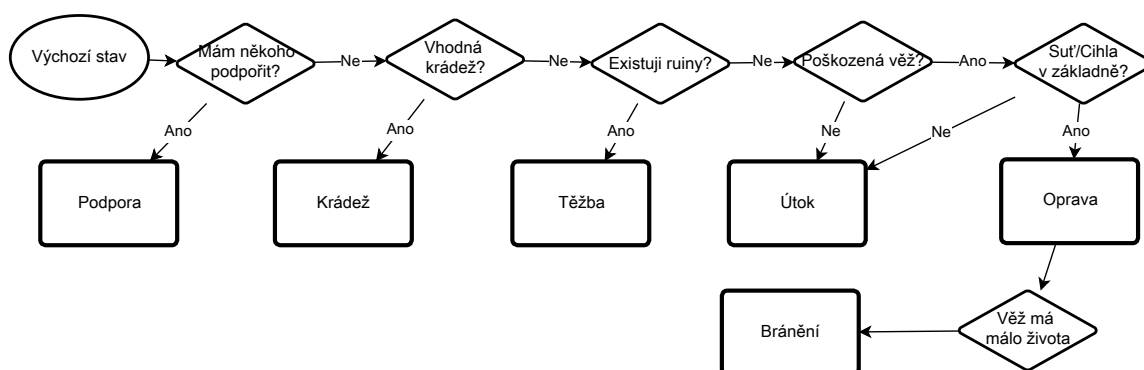 Výchozí stav
Mám někoho
podpořit?
Ne
Vhodná
krádež?
Ne
Existuji ruiny?
Ne
Poškozená věž?
Ano
Suť/Cihla
v základně?
Ano
Ano
Ano
Ne
Ne
Ano
Podpora
Krádež
Těžba
Útok
Oprava
Bránění
Věž má
málo života